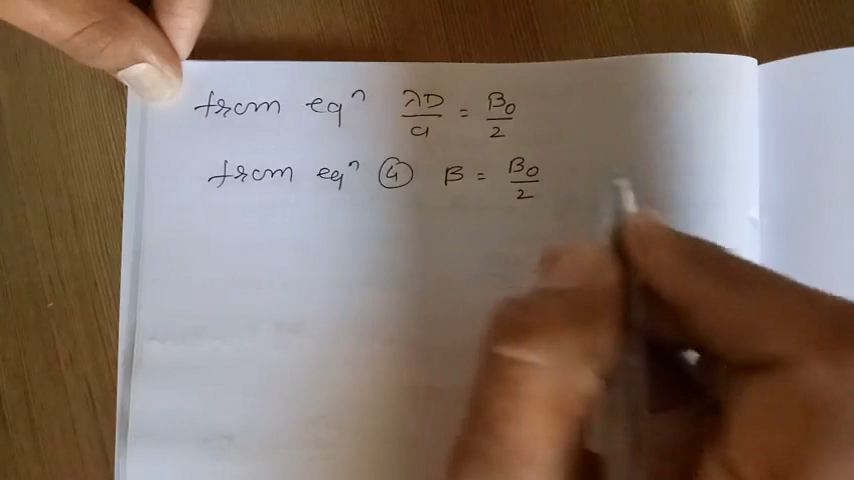 from eqⁿ λD/a = β₀/2
from eqⁿ ④ β = β₀/2